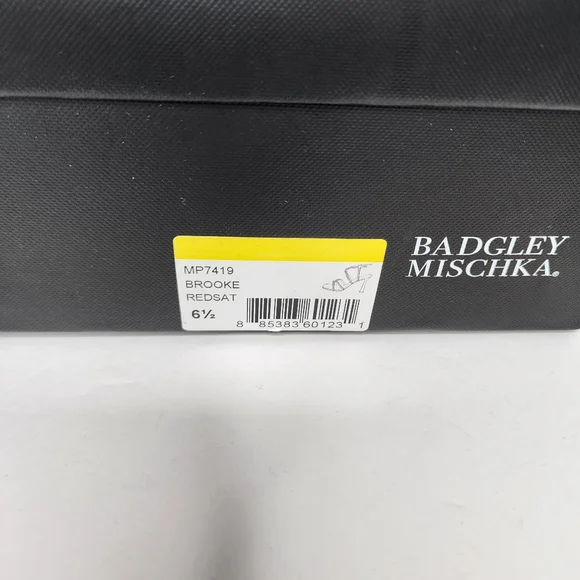 MP7419
BROOKE
REDSAT
6½
8 85383 60123 1
BADGLEY
MISCHKA®